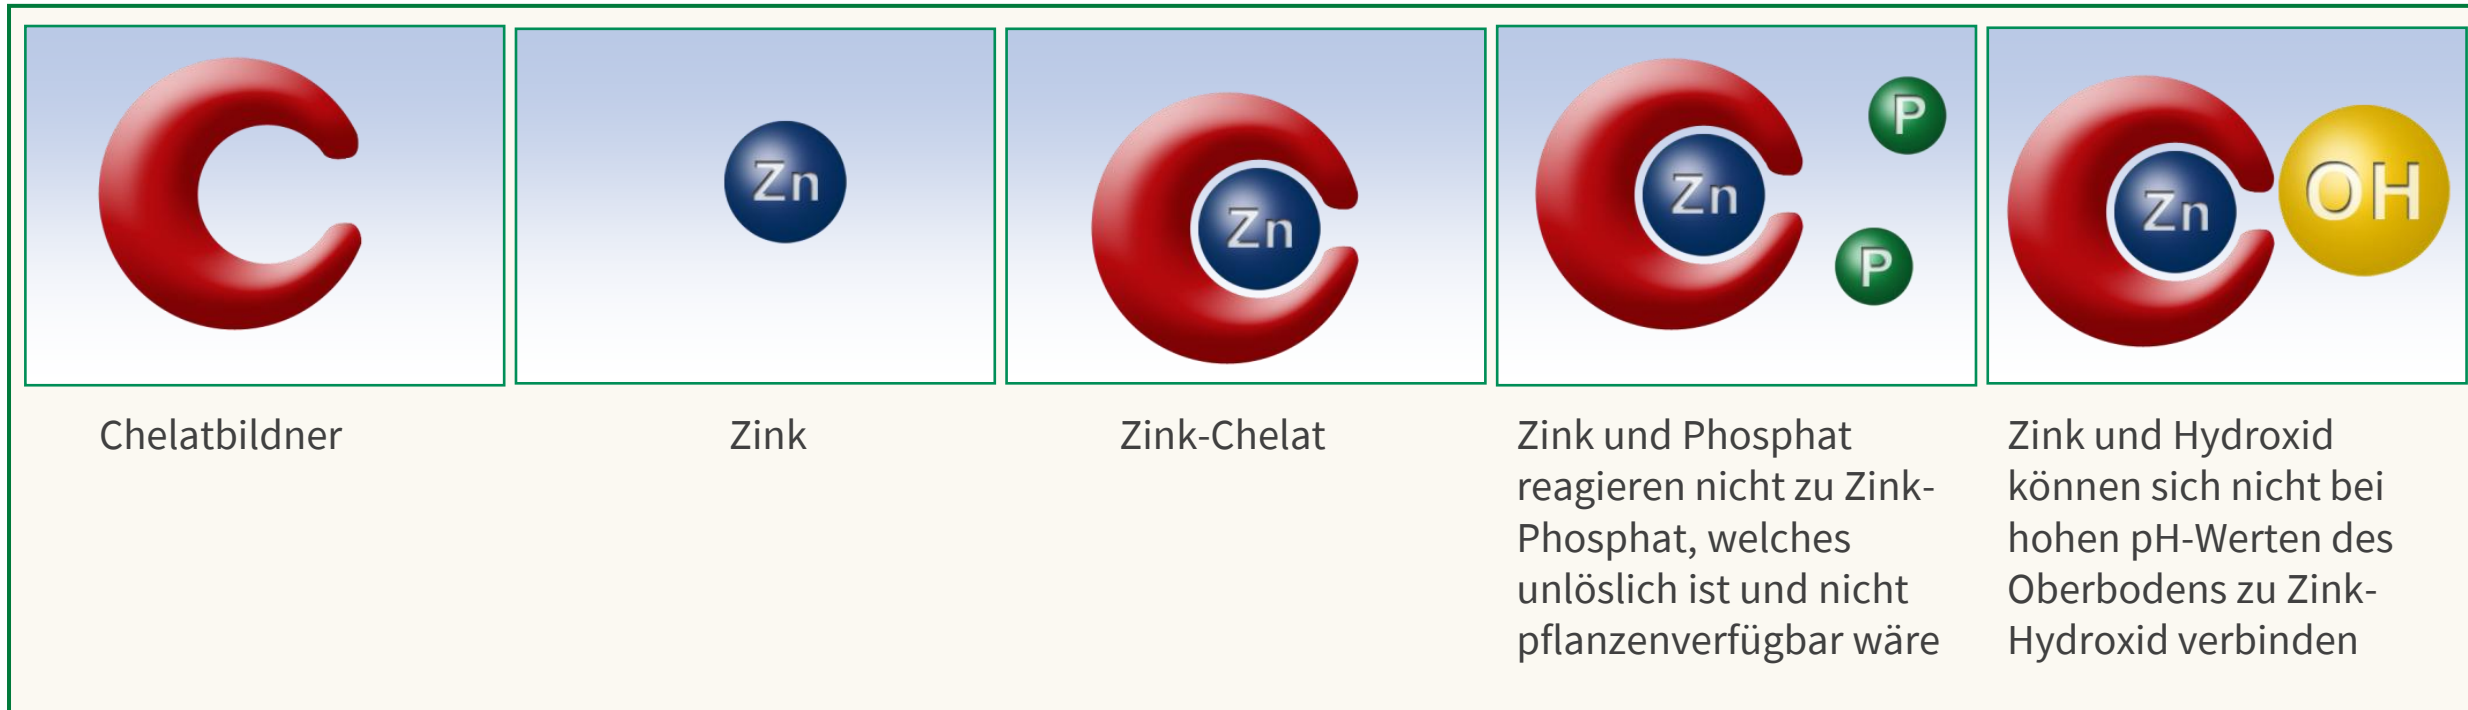 Zn
Zn
Zn
P
P
Zn
OH
Chelatbildner
Zink
Zink-Chelat
Zink und Phosphat
reagieren nicht zu Zink-
Phosphat, welches
unlöslich ist und nicht
pflanzenverfügbar wäre
Zink und Hydroxid
können sich nicht bei
hohen pH-Werten des
Oberbodens zu Zink-
Hydroxid verbinden